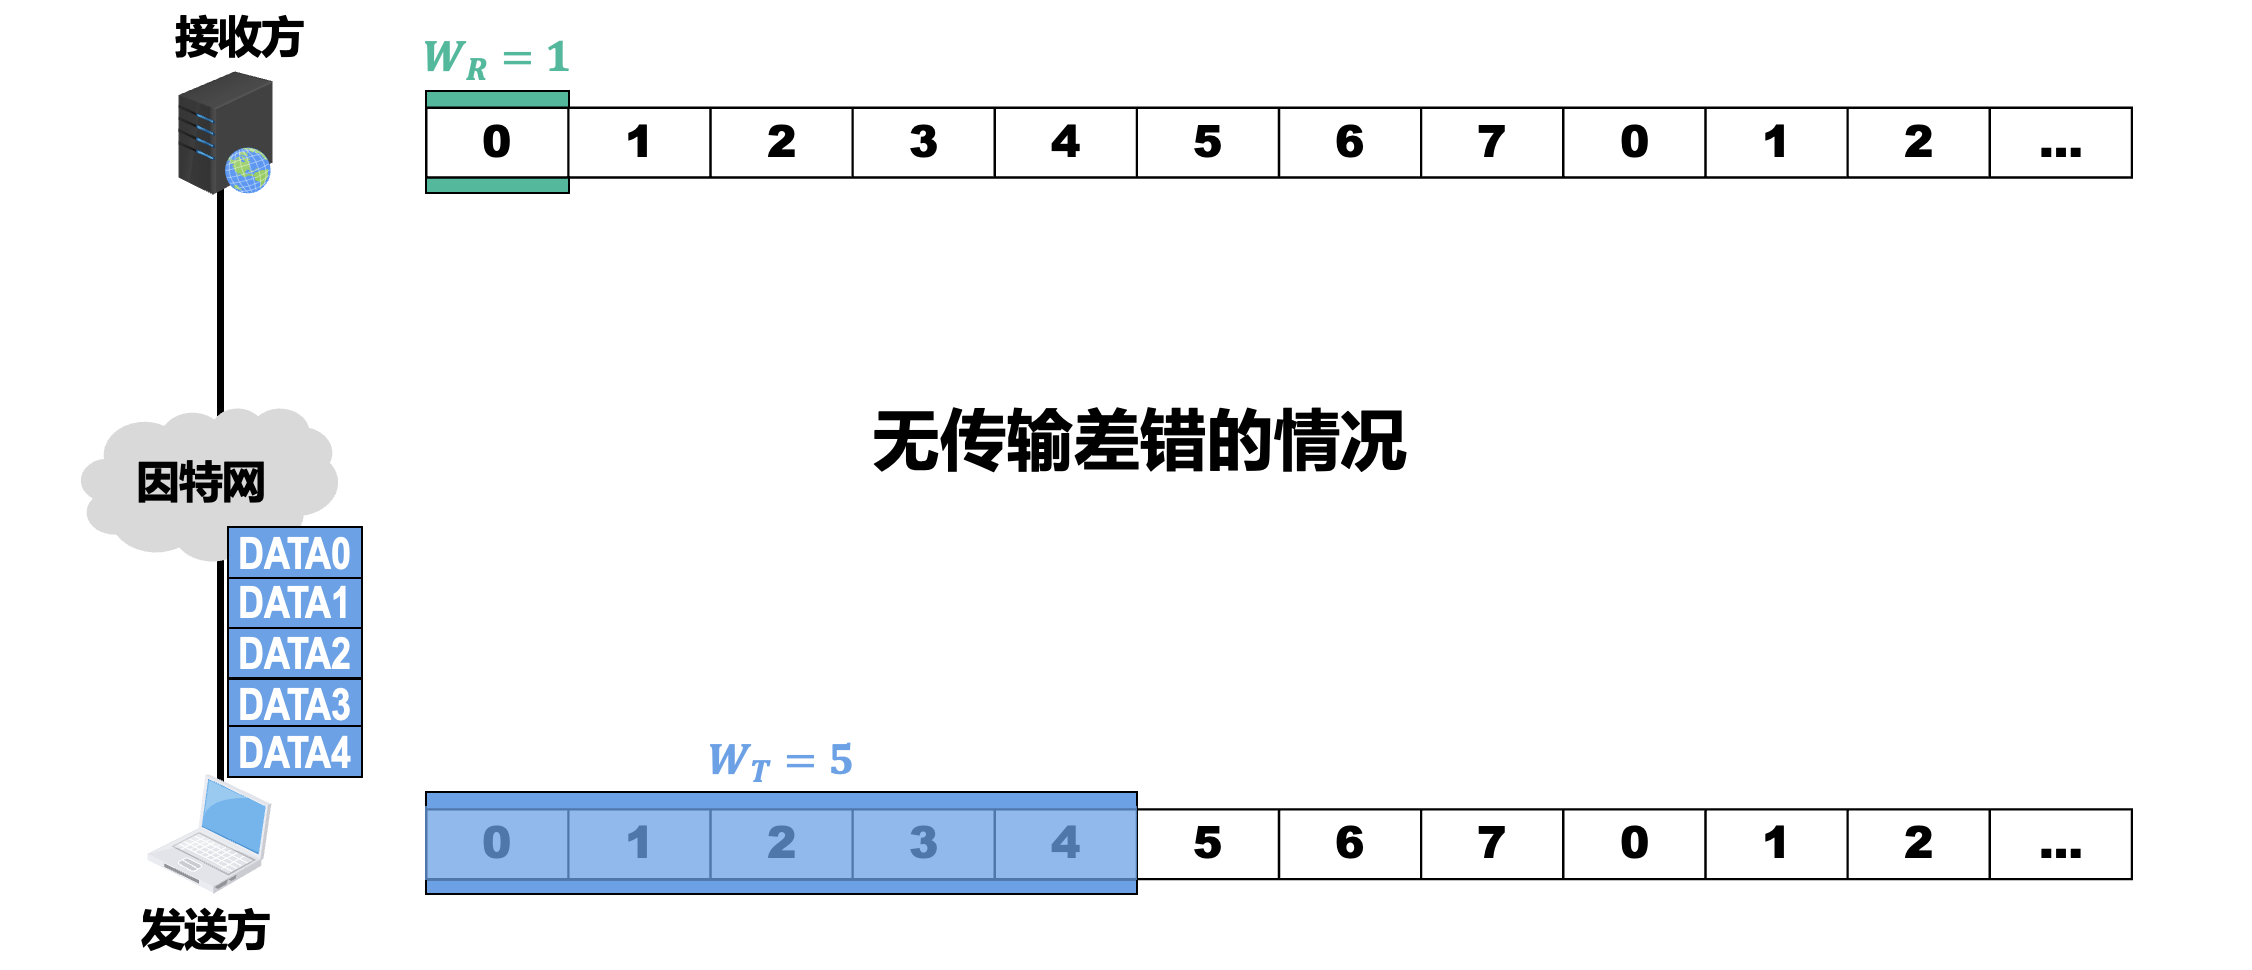 接收方
W_R = 1
0 1 2 3 4 5 6 7 0 1 2 ...
无传输差错的情况
因特网
DATA0
DATA1
DATA2
DATA3
DATA4
W_T = 5
0 1 2 3 4 5 6 7 0 1 2 ...
发送方